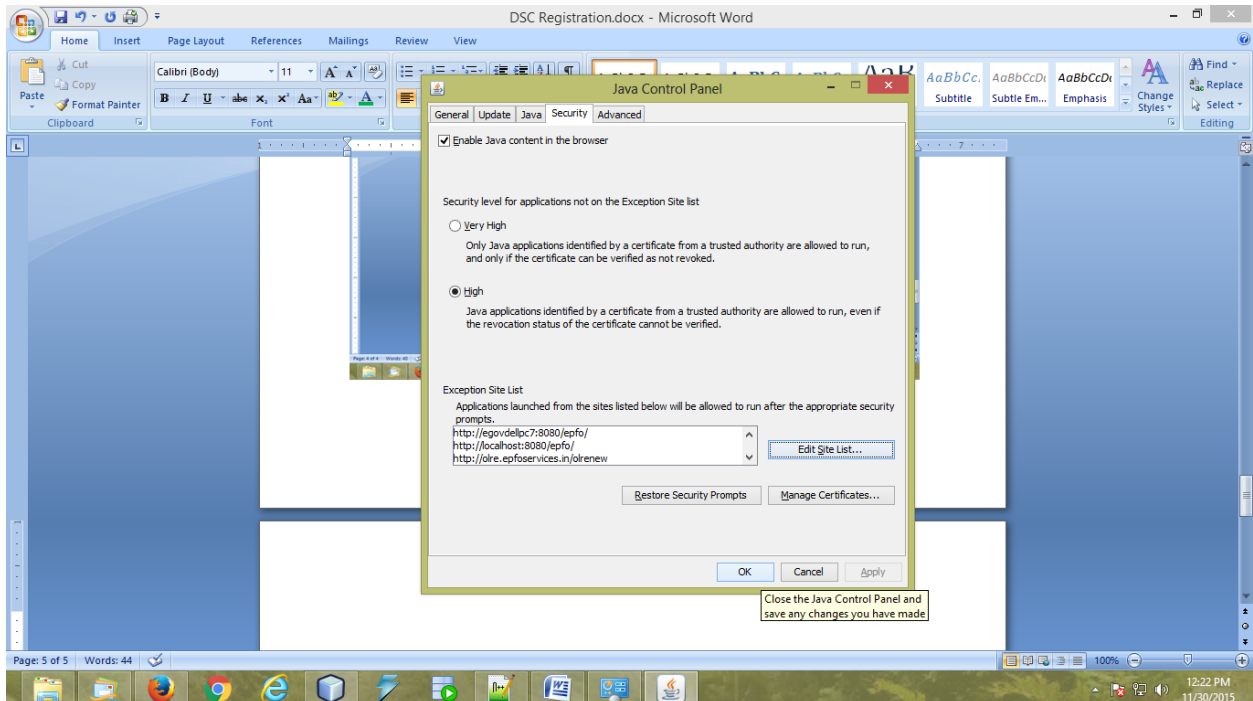 DSC Registration.docx - Microsoft Word
Home Insert Page Layout References Mailings Review View
Paste
Cut
Copy
Format Painter
Clipboard
Calibri (Body) 11
Font
AaBbCc. AaBbCcDc AaBbCcDc
Subtitle Subtle Em... Emphasis
Change
Styles
Find
Replace
Select
Editing
Java Control Panel
General Update Java Security Advanced
Enable Java content in the browser
Security level for applications not on the Exception Site list
Very High
Only Java applications identified by a certificate from a trusted authority are allowed to run,
and only if the certificate can be verified as not revoked.
High
Java applications identified by a certificate from a trusted authority are allowed to run, even if
the revocation status of the certificate cannot be verified.
Exception Site List
Applications launched from the sites listed below will be allowed to run after the appropriate security
prompts.
http://egovdellpc7:8080/epfo/
http://localhost:8080/epfo/
http://olre.epfoservices.in/olrenew
Edit Site List...
Restore Security Prompts Manage Certificates...
OK Cancel Apply
Close the Java Control Panel and
save any changes you have made
Page: 5 of 5 Words: 44
100%
12:22 PM
11/30/2015